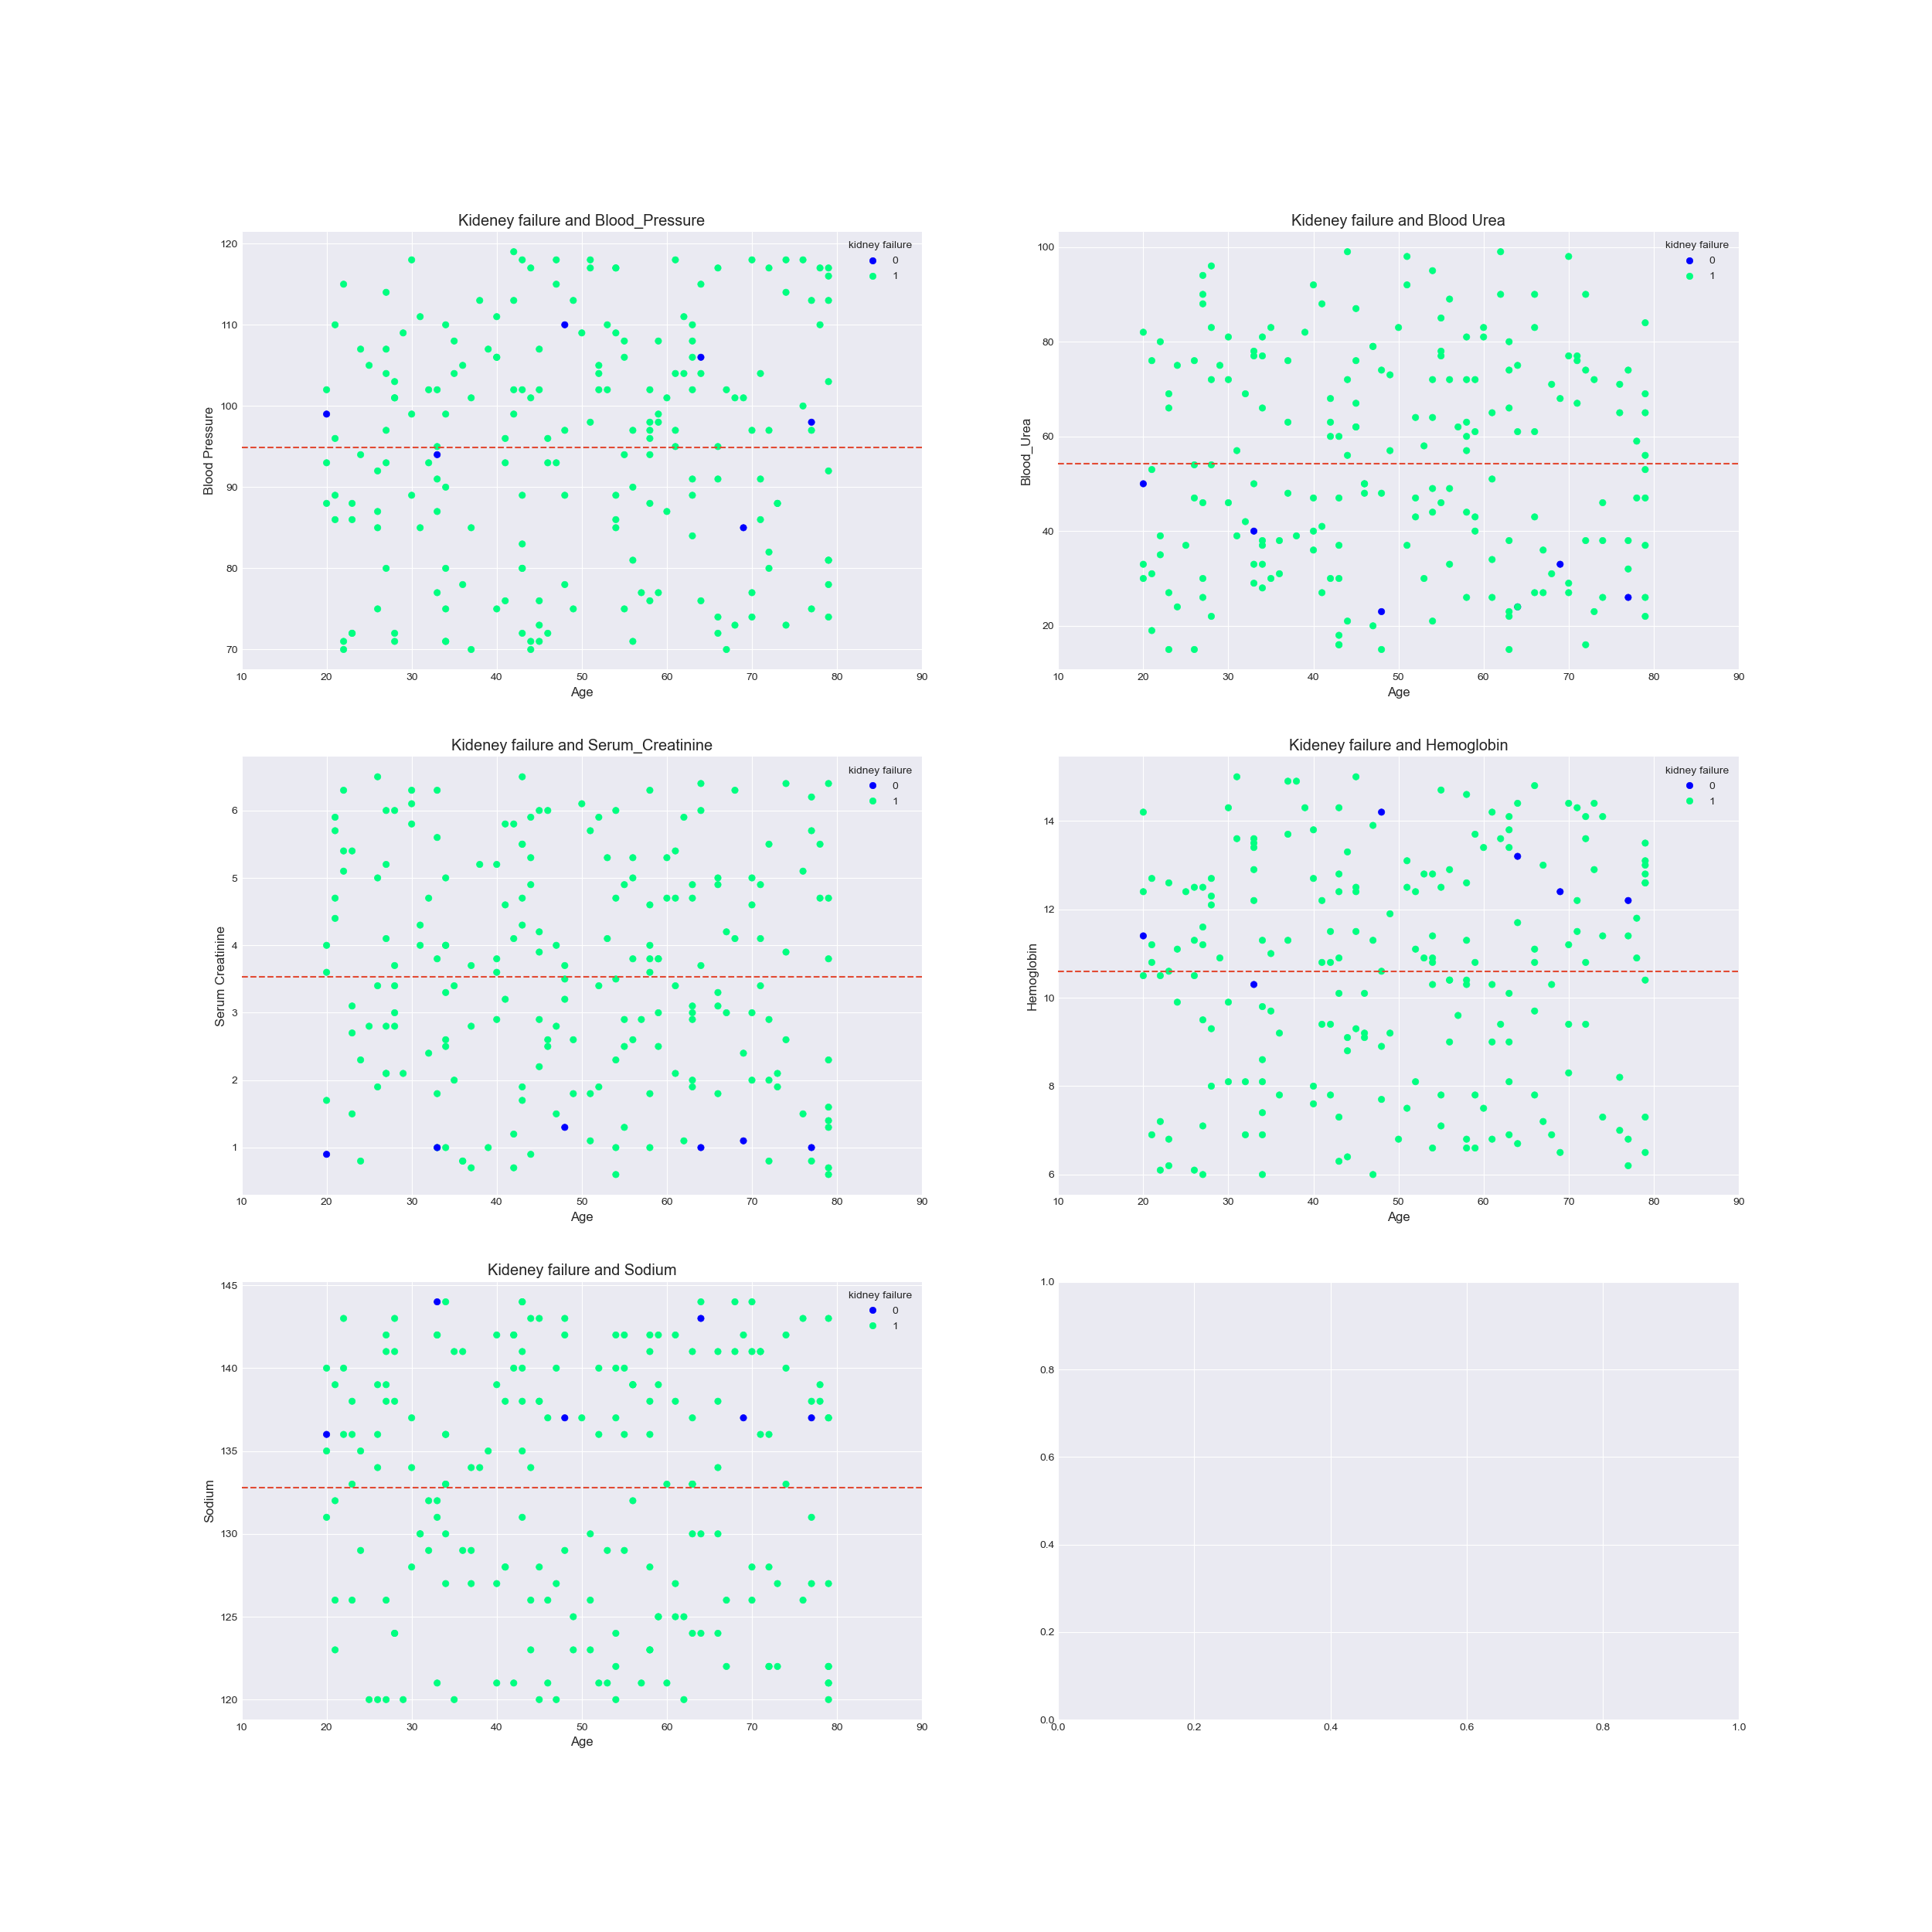 Kideney failure and Blood_Pressure
kidney failure
0
1
120
110
100
90
80
70
Blood Pressure
10 20 30 40 50 60 70 80 90
Age
Kideney failure and Blood Urea
kidney failure
0
1
100
80
60
40
20
Blood_Urea
10 20 30 40 50 60 70 80 90
Age
Kideney failure and Serum_Creatinine
kidney failure
0
1
6
5
4
3
2
1
Serum Creatinine
10 20 30 40 50 60 70 80 90
Age
Kideney failure and Hemoglobin
kidney failure
0
1
14
12
10
8
6
Hemoglobin
10 20 30 40 50 60 70 80 90
Age
Kideney failure and Sodium
kidney failure
0
1
145
140
135
130
125
120
Sodium
10 20 30 40 50 60 70 80 90
Age
1.0
0.8
0.6
0.4
0.2
0.0
0.0 0.2 0.4 0.6 0.8 1.0